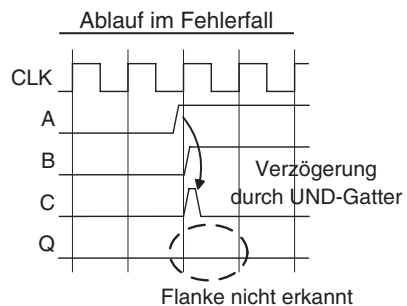 Ablauf im Fehlerfall
CLK
A
B
Verzögerung
durch UND-Gatter
C
Q
Flanke nicht erkannt